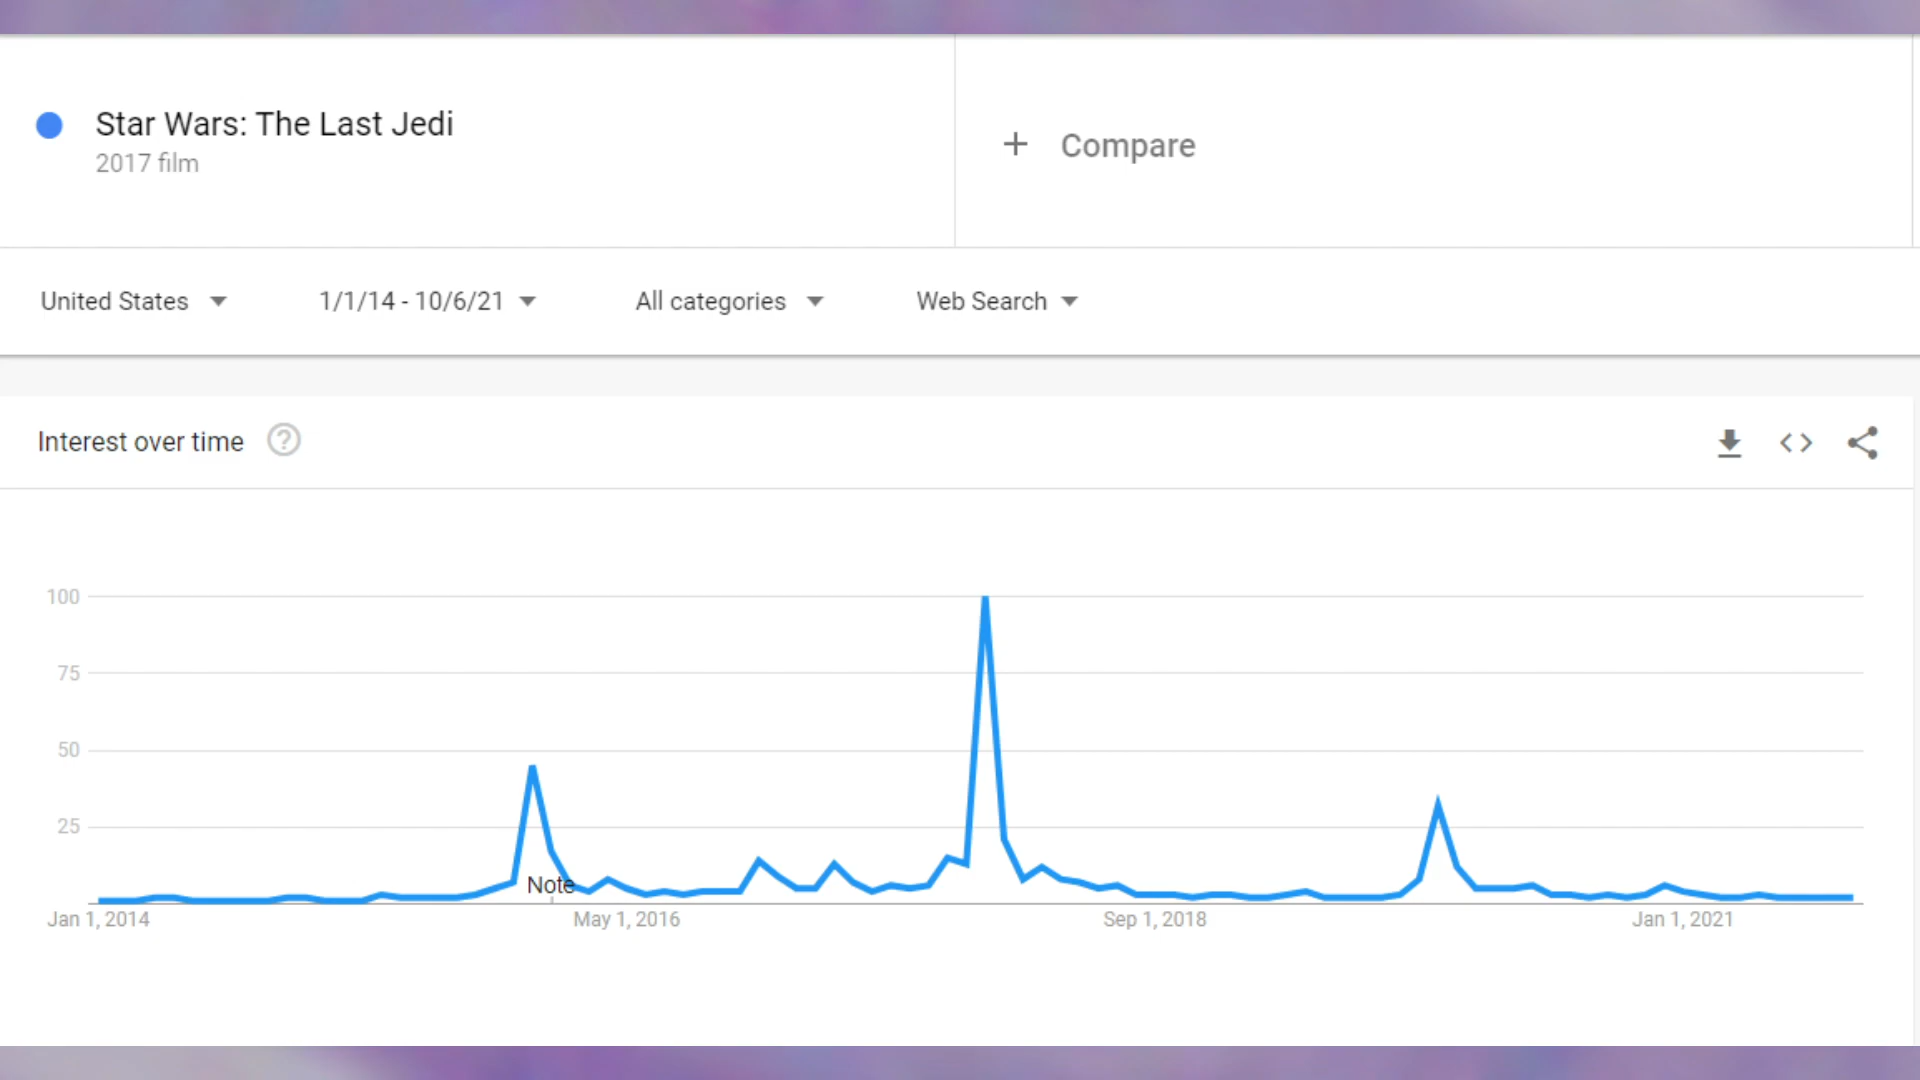 Star Wars: The Last Jedi
2017 film
+ Compare
United States
1/1/14 - 10/6/21
All categories
Web Search
Interest over time ?
100
75
50
25
Note
Jan 1, 2014
May 1, 2016
Sep 1, 2018
Jan 1, 2021